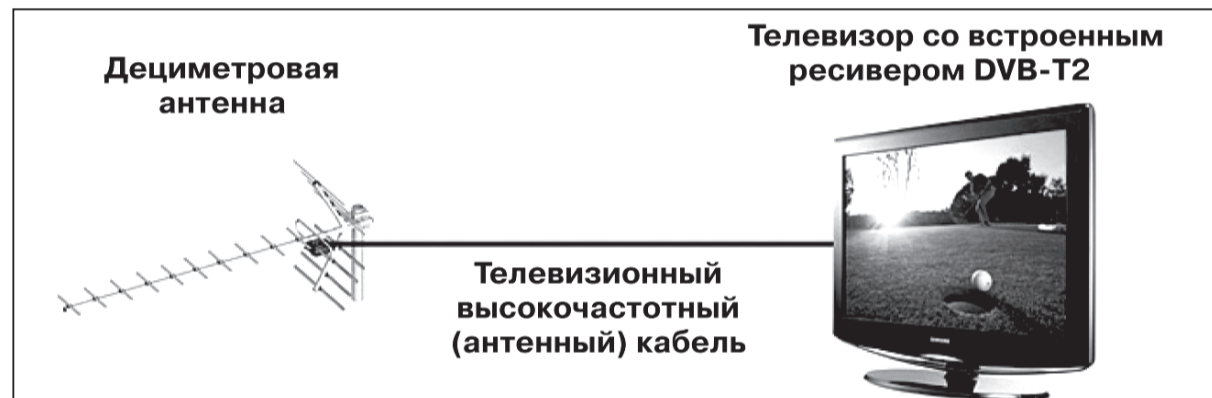 Дециметровая
антенна
Телевизор со встроенным
ресивером DVB-T2
Телевизионный
высокочастотный
(антенный) кабель
SAMSUNG